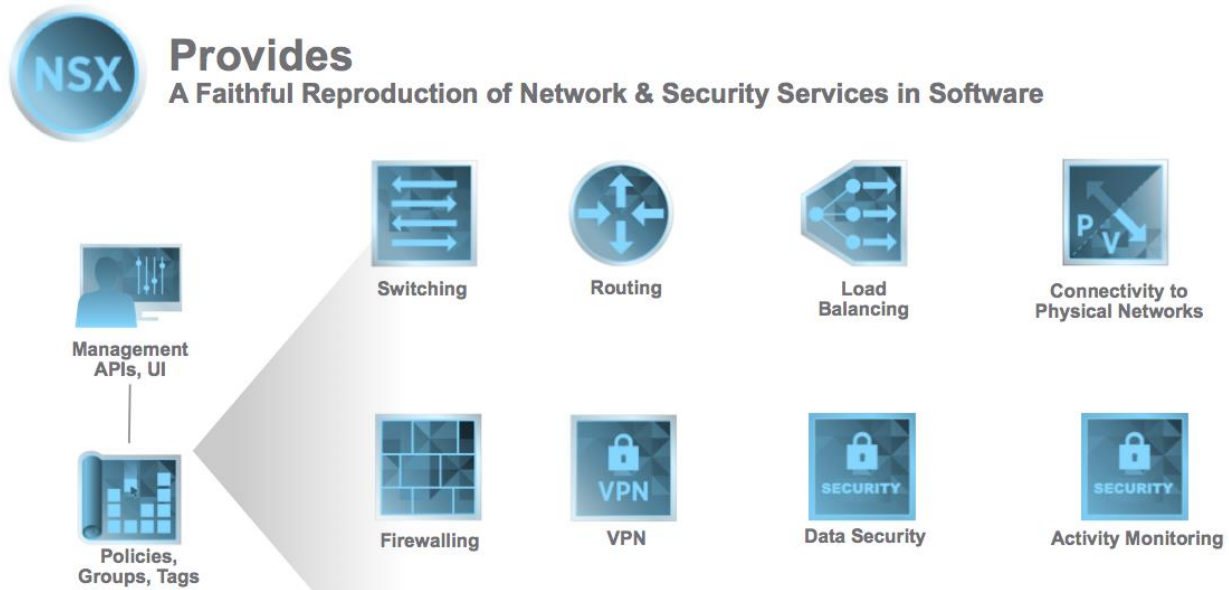 NSX
Provides
A Faithful Reproduction of Network & Security Services in Software
Switching
Routing
Load
Balancing
P
V
Connectivity to
Physical Networks
Management
APIs, UI
Firewalling
VPN
VPN
SECURITY
Data Security
SECURITY
Activity Monitoring
Policies,
Groups, Tags